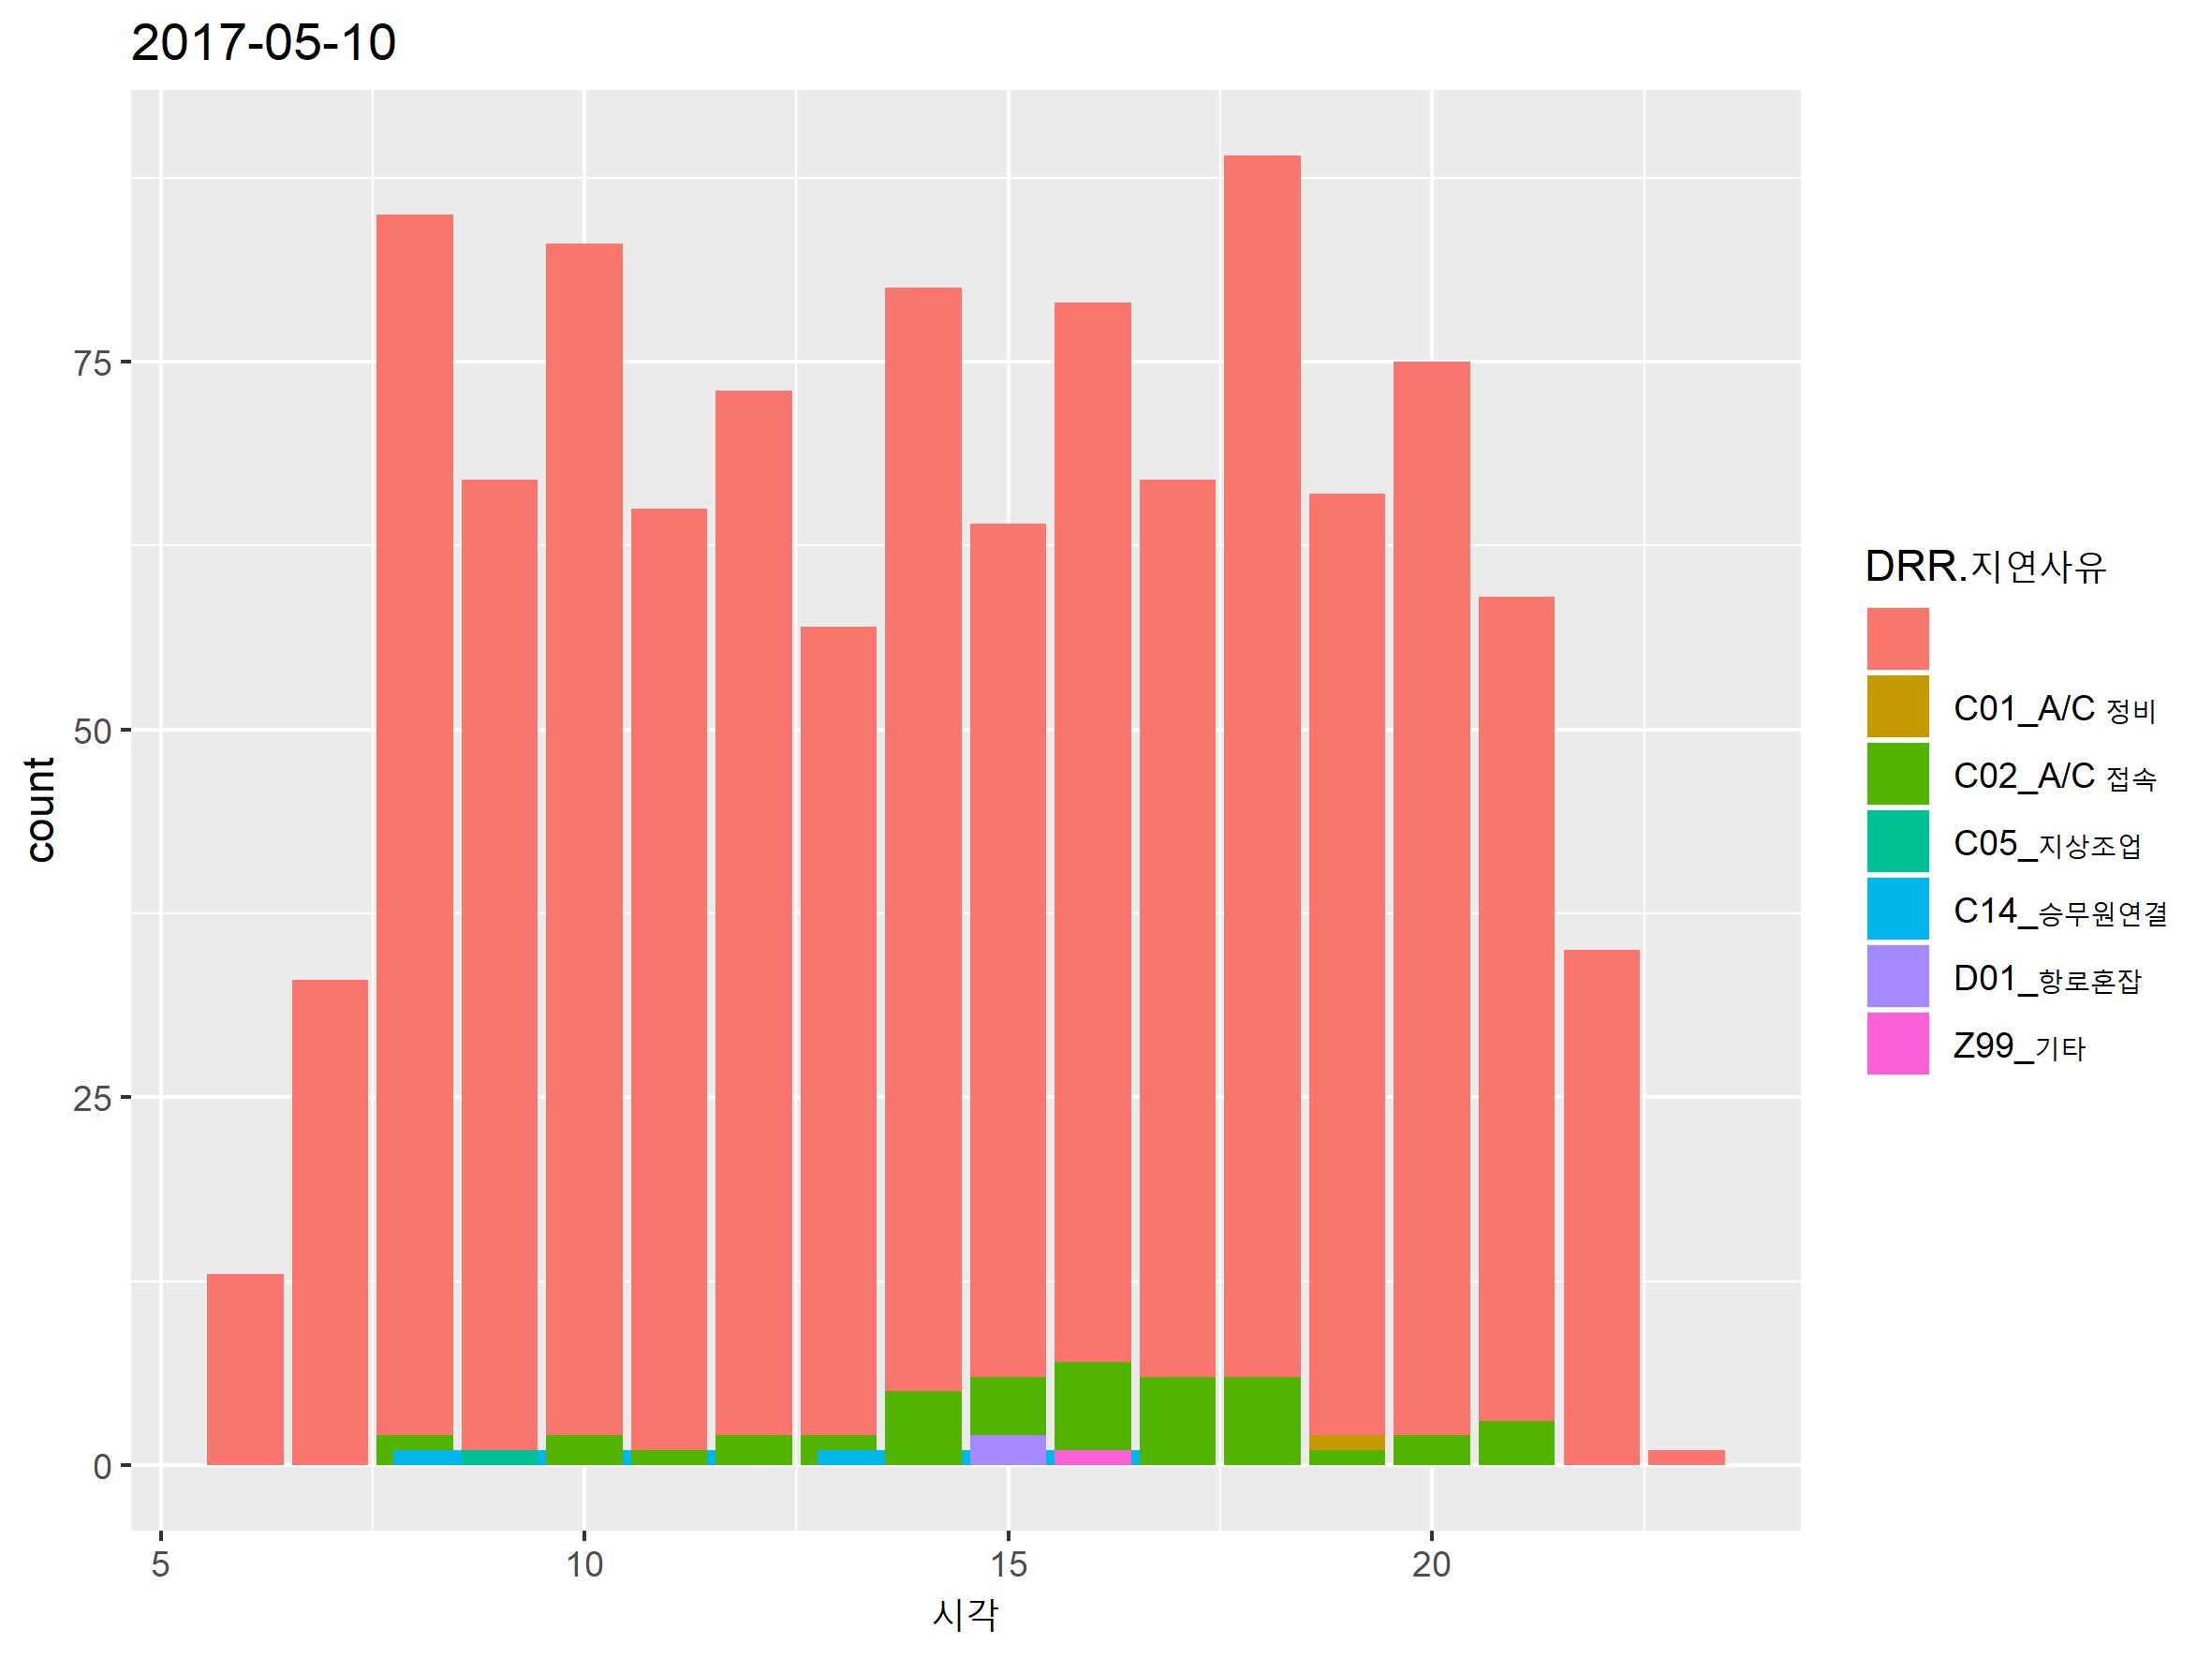 2017-05-10
75
50
25
0
count
5 10 15 20
시각
DRR.지연사유
C01_A/C 정비
C02_A/C 접속
C05_지상조업
C14_승무원연결
D01_항로혼잡
Z99_기타